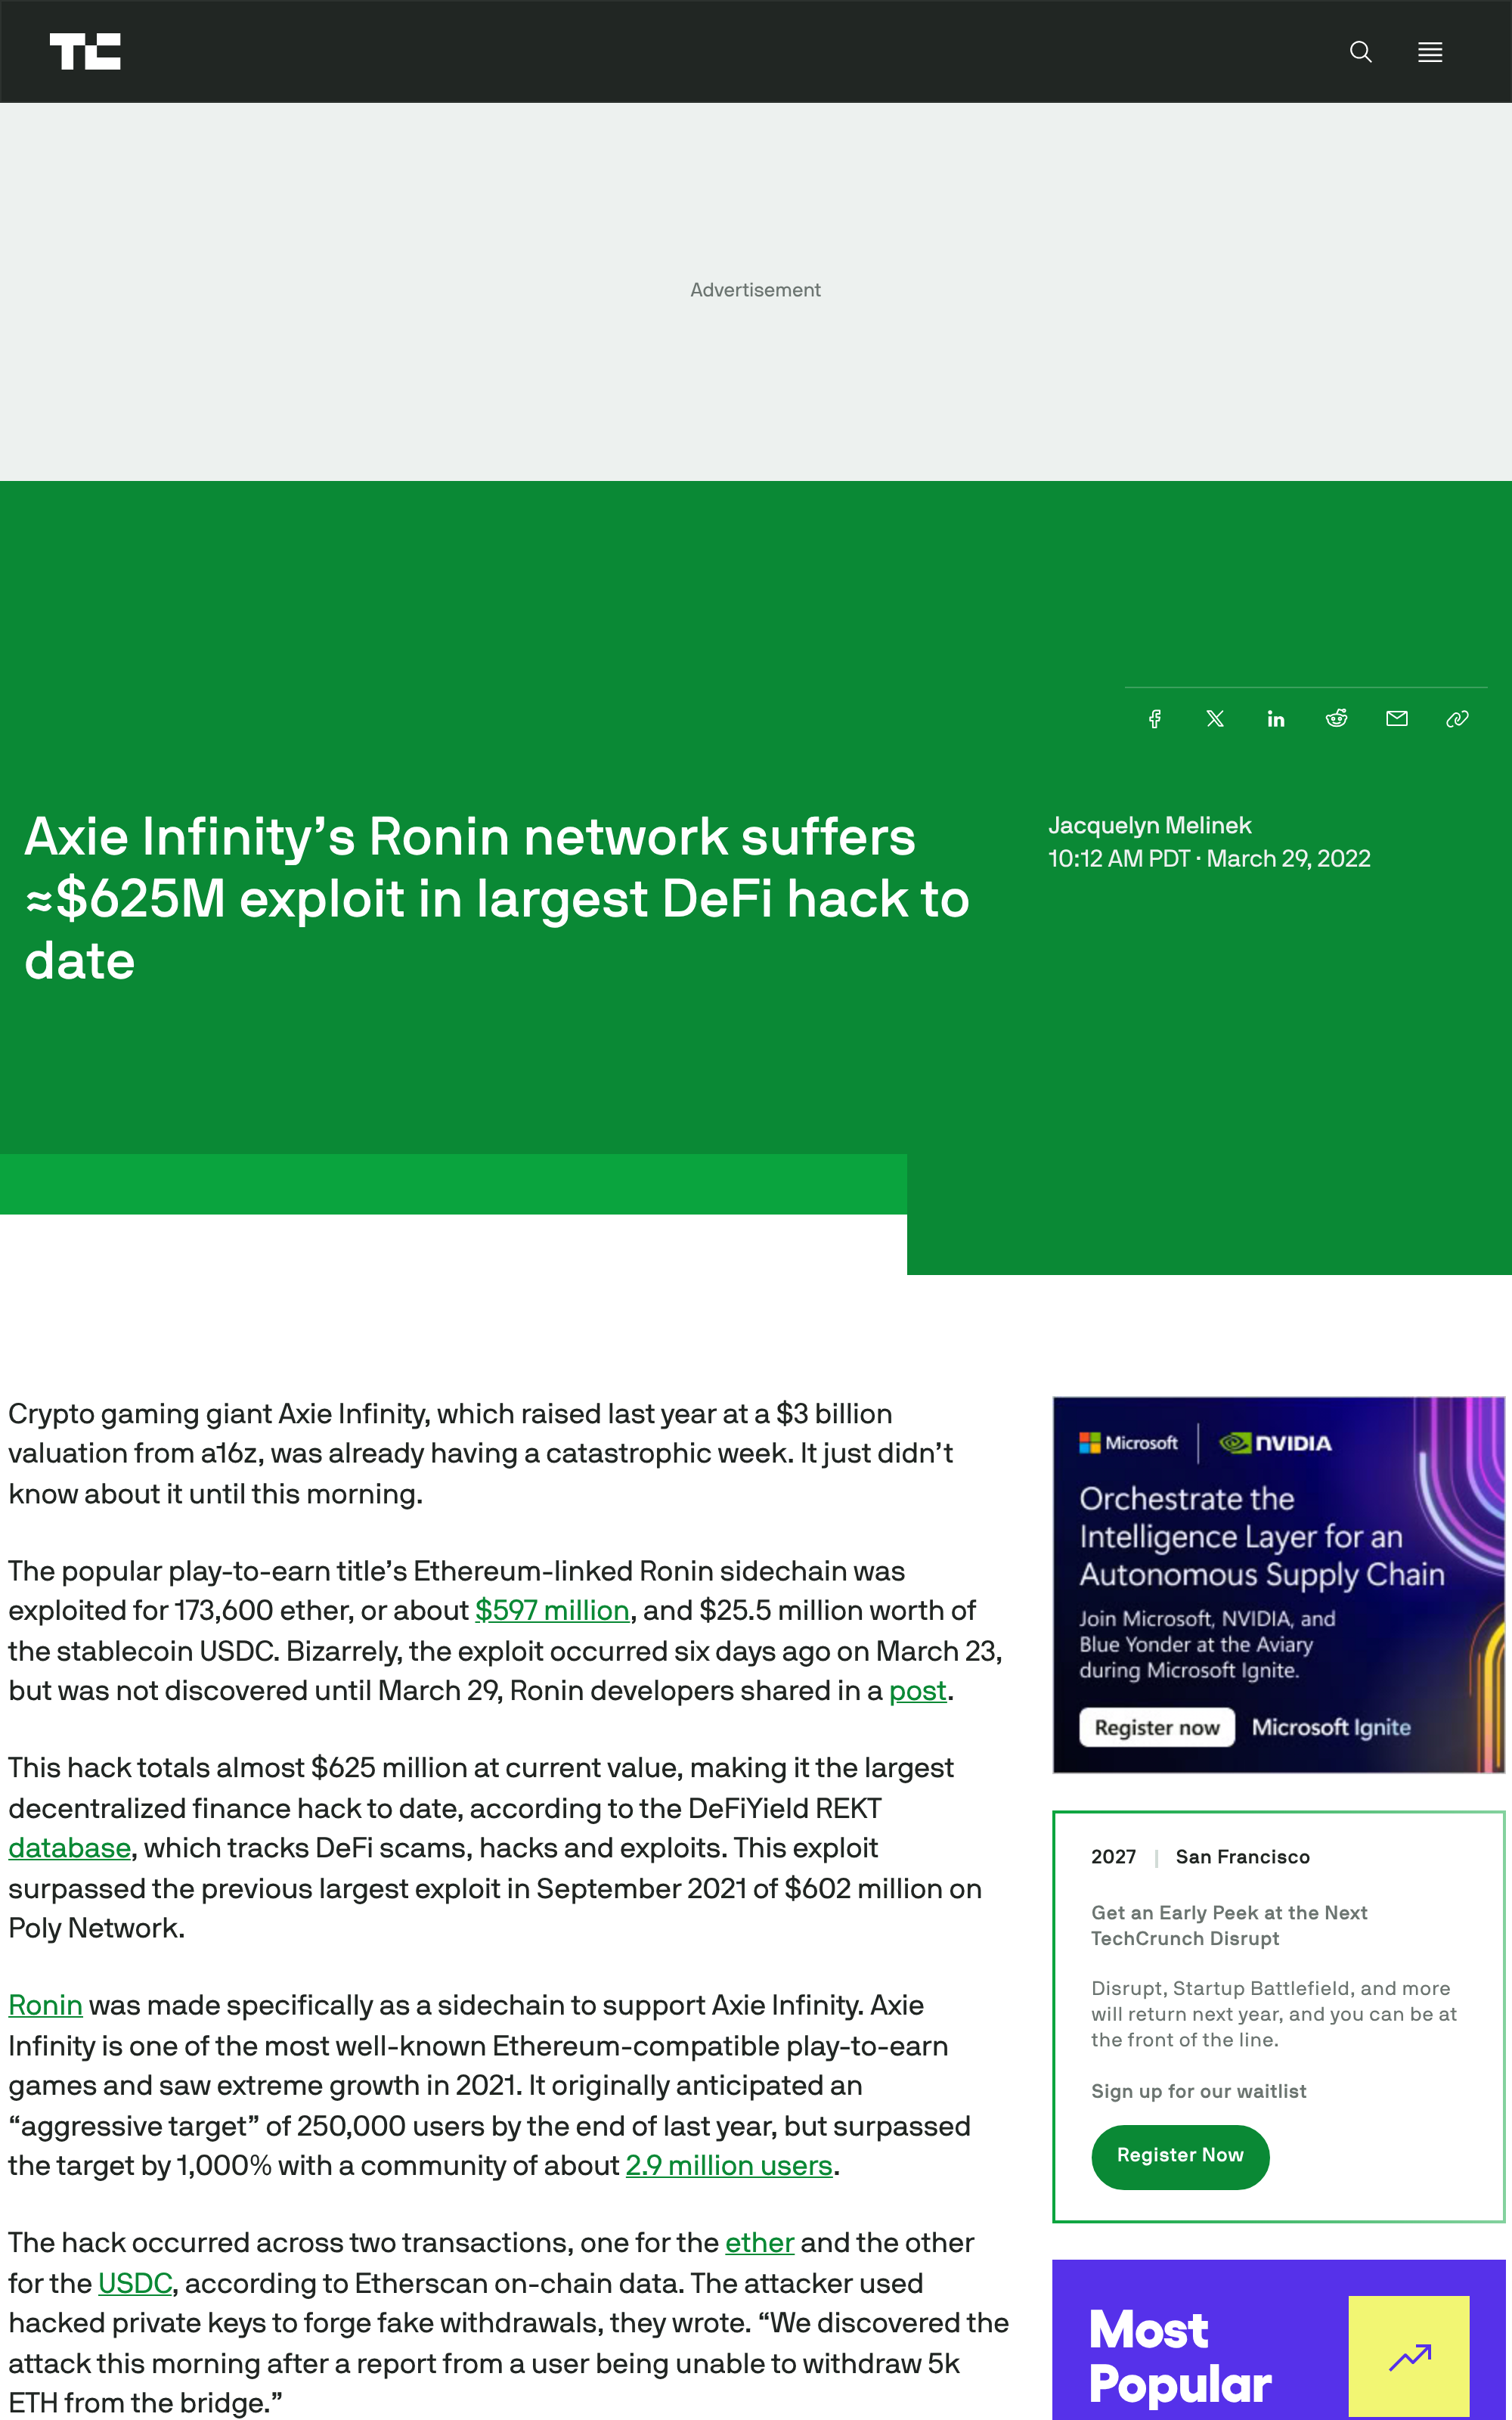 TC
Advertisement
Axie Infinity’s Ronin network suffers
≈$625M exploit in largest DeFi hack to
date
Jacquelyn Melinek
10:12 AM PDT · March 29, 2022
Crypto gaming giant Axie Infinity, which raised last year at a $3 billion
valuation from a16z, was already having a catastrophic week. It just didn’t
know about it until this morning.
The popular play-to-earn title’s Ethereum-linked Ronin sidechain was
exploited for 173,600 ether, or about $597 million, and $25.5 million worth of
the stablecoin USDC. Bizarrely, the exploit occurred six days ago on March 23,
but was not discovered until March 29, Ronin developers shared in a post.
This hack totals almost $625 million at current value, making it the largest
decentralized finance hack to date, according to the DeFiYield REKT
database, which tracks DeFi scams, hacks and exploits. This exploit
surpassed the previous largest exploit in September 2021 of $602 million on
Poly Network.
Ronin was made specifically as a sidechain to support Axie Infinity. Axie
Infinity is one of the most well-known Ethereum-compatible play-to-earn
games and saw extreme growth in 2021. It originally anticipated an
“aggressive target” of 250,000 users by the end of last year, but surpassed
the target by 1,000% with a community of about 2.9 million users.
The hack occurred across two transactions, one for the ether and the other
for the USDC, according to Etherscan on-chain data. The attacker used
hacked private keys to forge fake withdrawals, they wrote. “We discovered the
attack this morning after a report from a user being unable to withdraw 5k
ETH from the bridge.”
Microsoft | NVIDIA
Orchestrate the
Intelligence Layer for an
Autonomous Supply Chain
Join Microsoft, NVIDIA, and
Blue Yonder at the Aviary
during Microsoft Ignite.
Register now Microsoft Ignite
2027 | San Francisco
Get an Early Peek at the Next
TechCrunch Disrupt
Disrupt, Startup Battlefield, and more
will return next year, and you can be at
the front of the line.
Sign up for our waitlist
Register Now
Most
Popular